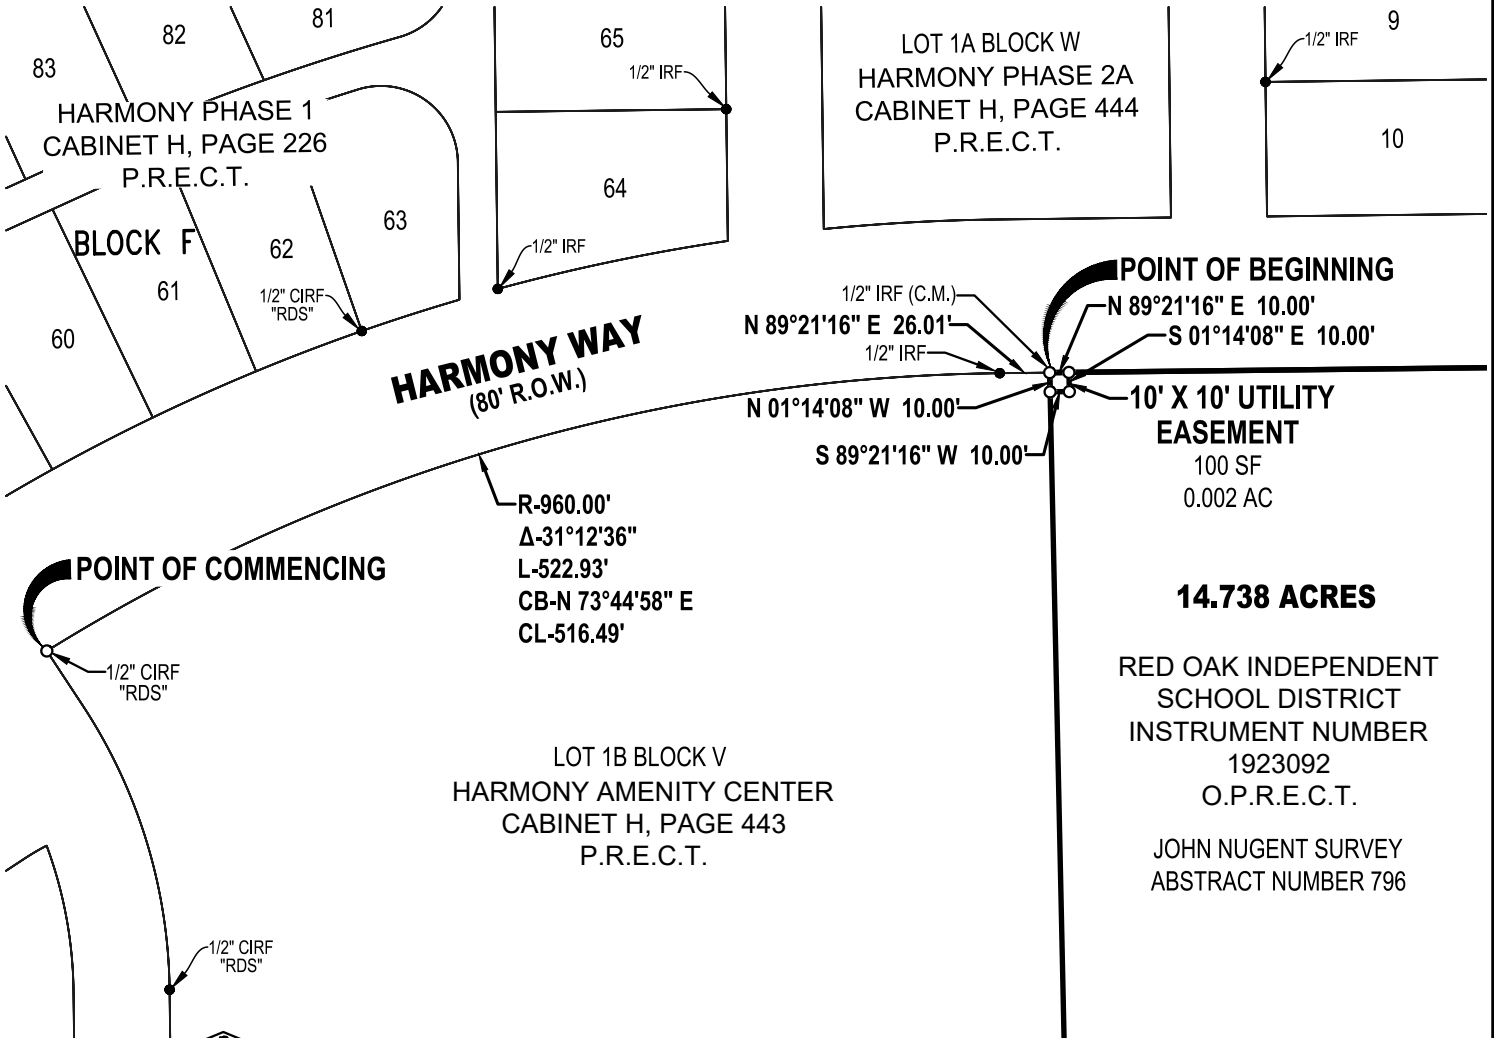 81
82
83
65
1/2" IRF
LOT 1A BLOCK W
HARMONY PHASE 2A
CABINET H, PAGE 444
P.R.E.C.T.
9
1/2" IRF
10
HARMONY PHASE 1
CABINET H, PAGE 226
P.R.E.C.T.
64
63
BLOCK F
62
61
60
1/2" CIRF
"RDS"
1/2" IRF
HARMONY WAY
(80' R.O.W.)
POINT OF BEGINNING
1/2" IRF (C.M.)
N 89°21'16" E 10.00'
N 89°21'16" E 26.01'
S 01°14'08" E 10.00'
1/2" IRF
N 01°14'08" W 10.00'
S 89°21'16" W 10.00'
10' X 10' UTILITY
EASEMENT
100 SF
0.002 AC
R-960.00'
Δ-31°12'36"
L-522.93'
CB-N 73°44'58" E
CL-516.49'
POINT OF COMMENCING
1/2" CIRF
"RDS"
14.738 ACRES
RED OAK INDEPENDENT
SCHOOL DISTRICT
INSTRUMENT NUMBER
1923092
O.P.R.E.C.T.
JOHN NUGENT SURVEY
ABSTRACT NUMBER 796
LOT 1B BLOCK V
HARMONY AMENITY CENTER
CABINET H, PAGE 443
P.R.E.C.T.
1/2" CIRF
"RDS"